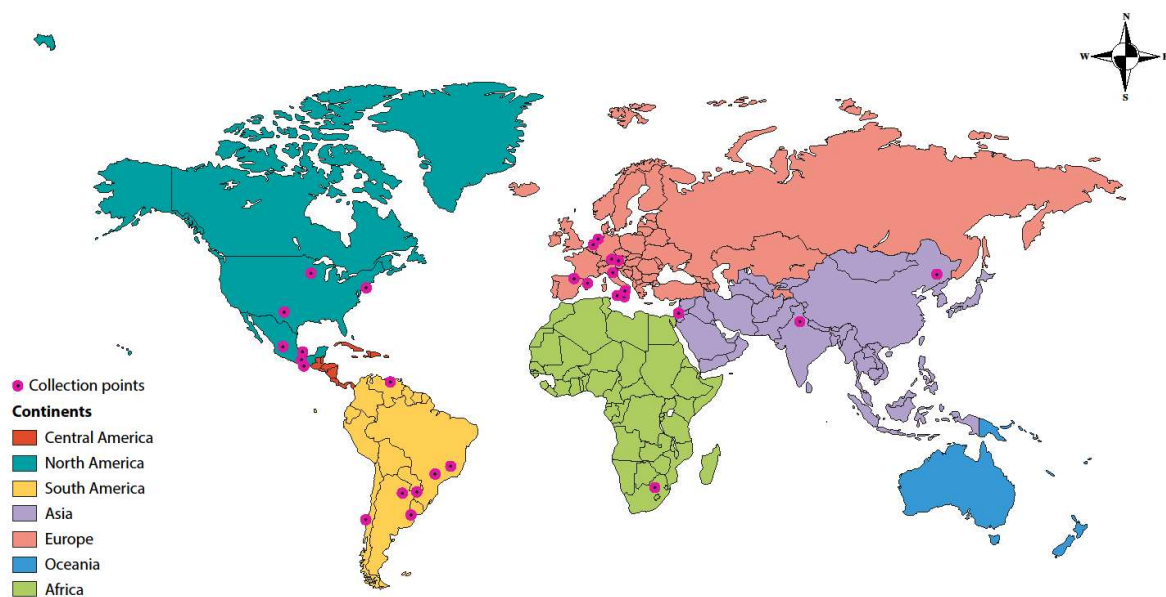 N
W
E
S
Collection points
Continents
Central America
North America
South America
Asia
Europe
Oceania
Africa